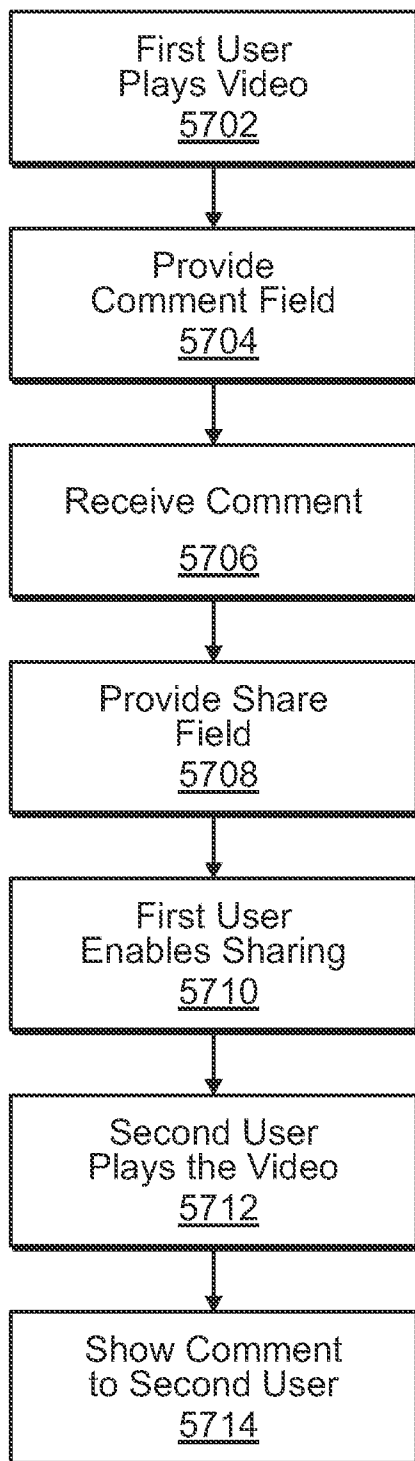 First User
Plays Video
5702
Provide
Comment Field
5704
Receive Comment
5706
Provide Share
Field
5708
First User
Enables Sharing
5710
Second User
Plays the Video
5712
Show Comment
to Second User
5714